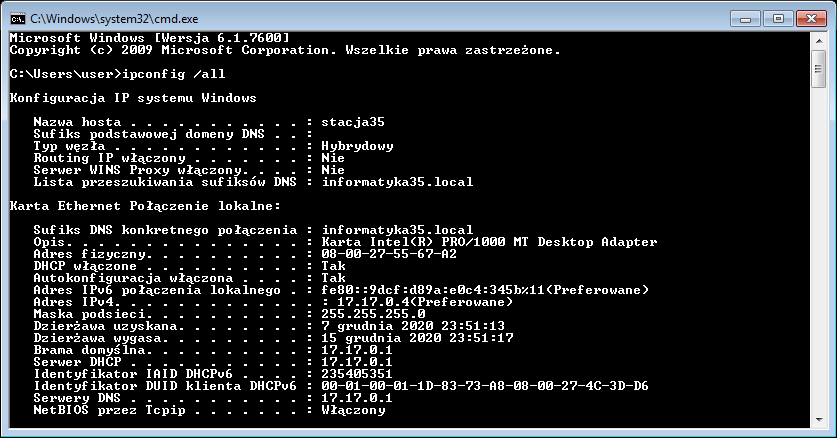 C:\Windows\system32\cmd.exe
Microsoft Windows [Wersja 6.1.7600]
Copyright (c) 2009 Microsoft Corporation. Wszelkie prawa zastrzeżone.
C:\Users\user>ipconfig /all
Konfiguracja IP systemu Windows
Nazwa hosta . . . . . . . . . . . : stacja35
Sufiks podstawowej domeny DNS . . :
Typ węzła . . . . . . . . . . . . : Hybrydowy
Routing IP włączony . . . . . . . : Nie
Serwer WINS Proxy włączony. . . . : Nie
Lista przeszukiwania sufiksów DNS : informatyka35.local
Karta Ethernet Połączenie lokalne:
Sufiks DNS konkretnego połączenia : informatyka35.local
Opis. . . . . . . . . . . . . . . : Karta Intel(R) PRO/1000 MT Desktop Adapter
Adres fizyczny. . . . . . . . . . : 08-00-27-55-67-A2
DHCP włączone . . . . . . . . . . : Tak
Autokonfiguracja włączona . . . . : Tak
Adres IPv6 połączenia lokalnego . : fe80::9dcf:d89a:e0c4:345b%11(Preferowane)
Adres IPv4. . . . . . . . . . . . . : 17.17.0.4(Preferowane)
Maska podsieci. . . . . . . . . . : 255.255.255.0
Dzierżawa uzyskana. . . . . . . . : 7 grudnia 2020 23:51:13
Dzierżawa wygasa. . . . . . . . . : 15 grudnia 2020 23:51:17
Brama domyślna. . . . . . . . . . : 17.17.0.1
Serwer DHCP . . . . . . . . . . . : 17.17.0.1
Identyfikator IAID DHCPv6 . . . . : 235405351
Identyfikator DUID klienta DHCPv6 : 00-01-00-01-1D-83-73-A8-08-00-27-4C-3D-D6
Serwery DNS . . . . . . . . . . . : 17.17.0.1
NetBIOS przez Tcpip . . . . . . . : Włączony